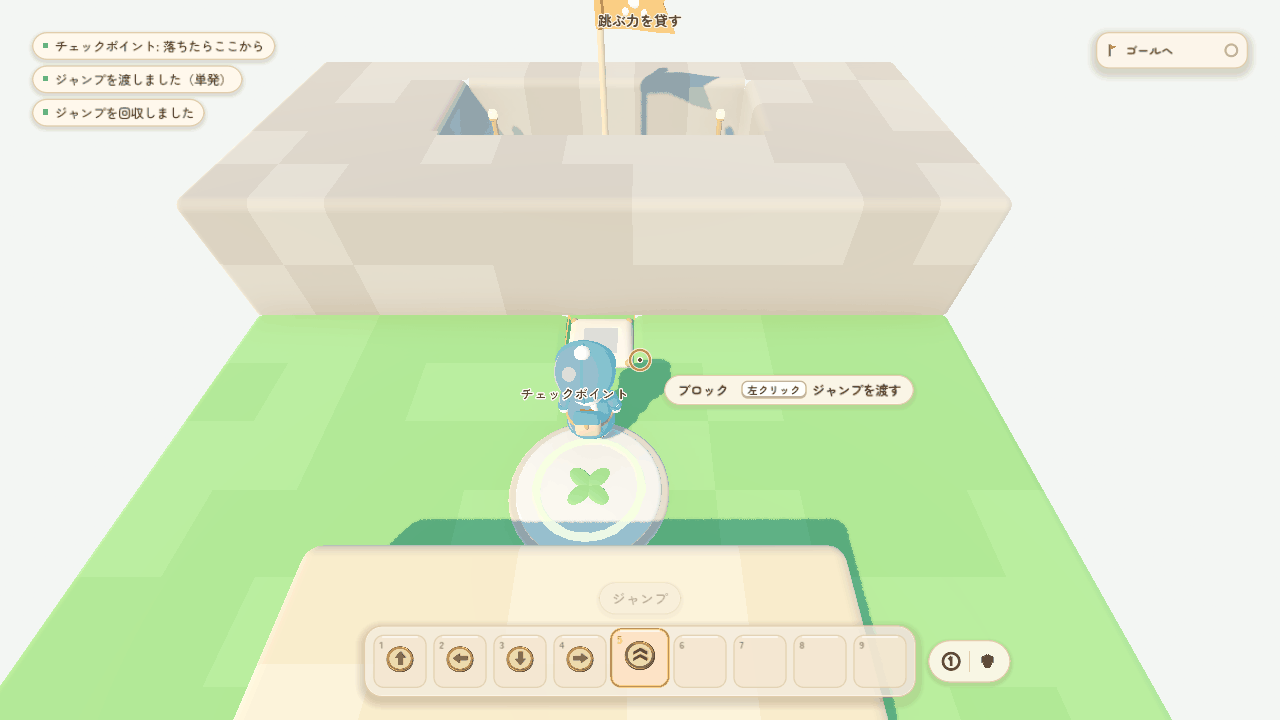 跳ぶ力を貸す
チェックポイント: 落ちたらここから
ジャンプを渡しました（単発）
ジャンプを回収しました
ゴールへ
チェックポイント
ブロック 左クリック ジャンプを渡す
ジャンプ
1 2 3 4 5 6 7 8 9
1